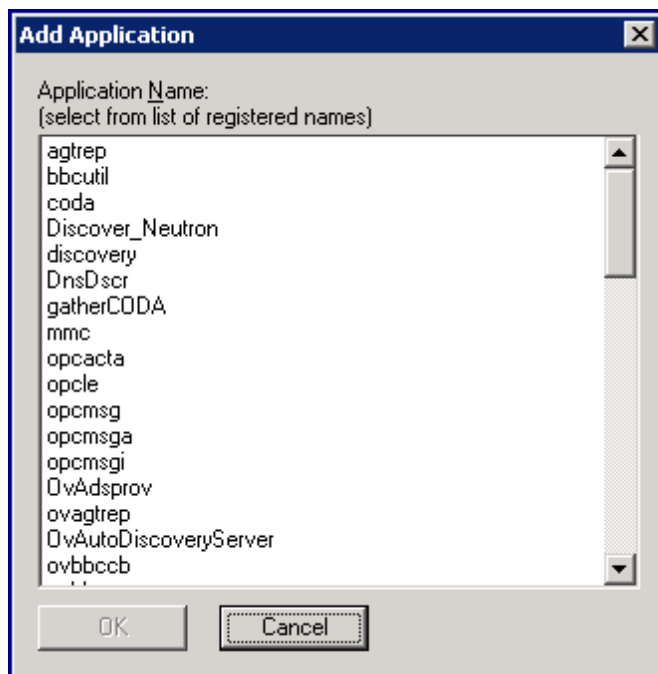 Add Application
Application Name:
(select from list of registered names)
agtrep
bbcutil
coda
Discover_Neutron
discovery
DnsDscr
gatherCODA
mmc
opcacta
opcle
opcmsg
opcmsga
opcmsgi
OvAdsprov
ovagtrep
OvAutoDiscoveryServer
ovbbccb
OK
Cancel